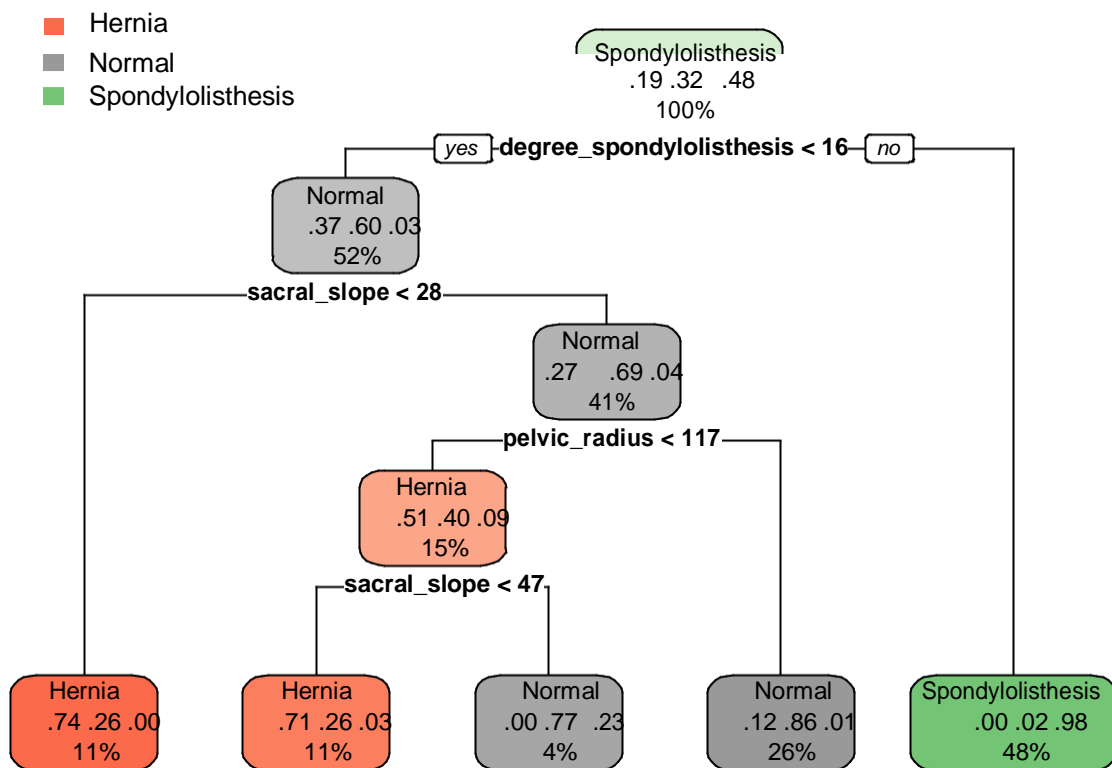 Hernia
Normal
Spondylolisthesis
Spondylolisthesis
.19 .32 .48
100%
yes degree_spondylolisthesis < 16 no
Normal
.37 .60 .03
52%
sacral_slope < 28
Normal
.27 .69 .04
41%
pelvic_radius < 117
Hernia
.51 .40 .09
15%
sacral_slope < 47
Hernia
.74 .26 .00
11%
Hernia
.71 .26 .03
11%
Normal
.00 .77 .23
4%
Normal
.12 .86 .01
26%
Spondylolisthesis
.00 .02 .98
48%